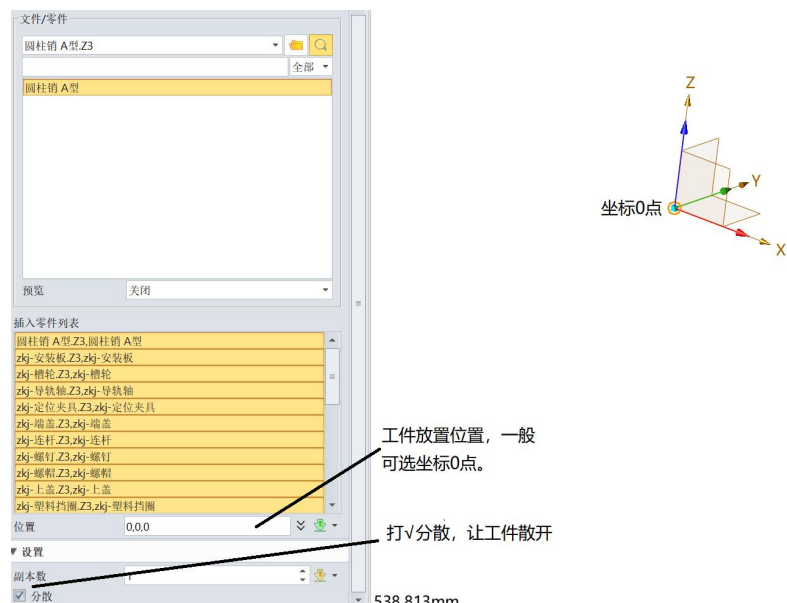 文件/零件
圆柱销 A型.Z3
全部
圆柱销 A型
预览 关闭
插入零件列表
圆柱销 A型.Z3,圆柱销 A型
zkj-安装板.Z3,zkj-安装板
zkj-槽轮.Z3,zkj-槽轮
zkj-导轨轴.Z3,zkj-导轨轴
zkj-定位夹具.Z3,zkj-定位夹具
zkj-端盖.Z3,zkj-端盖
zkj-连杆.Z3,zkj-连杆
zkj-螺钉.Z3,zkj-螺钉
zkj-螺帽.Z3,zkj-螺帽
zkj-上盖.Z3,zkj-上盖
zkj-塑料挡圈.Z3,zkj-塑料挡圈
位置 0,0,0
设置
副本数 1
分散
Z
Y
坐标0点
X
工件放置位置，一般
可选坐标0点。
打√分散，让工件散开
538.813mm